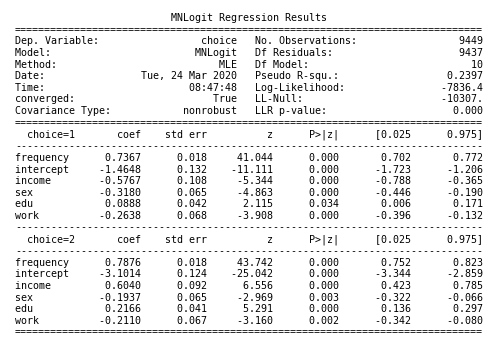 MNLogit Regression Results
==============================================================================
Dep. Variable: choice No. Observations: 9449
Model: MNLogit Df Residuals: 9437
Method: MLE Df Model: 10
Date: Tue, 24 Mar 2020 Pseudo R-squ.: 0.2397
Time: 08:47:48 Log-Likelihood: -7836.4
converged: True LL-Null: -10307.
Covariance Type: nonrobust LLR p-value: 0.000
==============================================================================
choice=1 coef std err z P>|z| [0.025 0.975]
------------------------------------------------------------------------------
frequency 0.7367 0.018 41.044 0.000 0.702 0.772
intercept -1.4648 0.132 -11.111 0.000 -1.723 -1.206
income -0.5767 0.108 -5.344 0.000 -0.788 -0.365
sex -0.3180 0.065 -4.863 0.000 -0.446 -0.190
edu 0.0888 0.042 2.115 0.034 0.006 0.171
work -0.2638 0.068 -3.908 0.000 -0.396 -0.132
------------------------------------------------------------------------------
choice=2 coef std err z P>|z| [0.025 0.975]
------------------------------------------------------------------------------
frequency 0.7876 0.018 43.742 0.000 0.752 0.823
intercept -3.1014 0.124 -25.042 0.000 -3.344 -2.859
income 0.6040 0.092 6.556 0.000 0.423 0.785
sex -0.1937 0.065 -2.969 0.003 -0.322 -0.066
edu 0.2166 0.041 5.291 0.000 0.136 0.297
work -0.2110 0.067 -3.160 0.002 -0.342 -0.080
==============================================================================